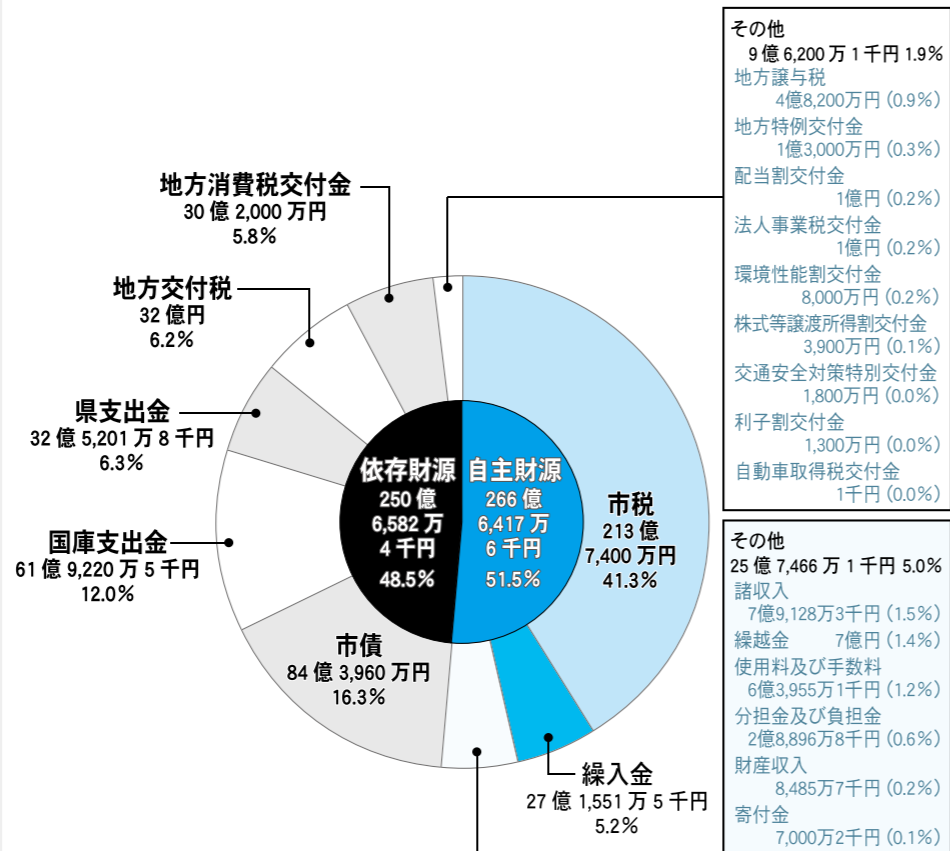 その他
9億6,200万1千円 1.9%
地方譲与税
4億8,200万円(0.9%)
地方特例交付金
1億3,000万円(0.3%)
配当割交付金
1億円(0.2%)
法人事業税交付金
1億円(0.2%)
環境性能割交付金
8,000万円(0.2%)
株式等譲渡所得割交付金
3,900万円(0.1%)
交通安全対策特別交付金
1,800万円(0.0%)
利子割交付金
1,300万円(0.0%)
自動車取得税交付金
1千円(0.0%)
地方消費税交付金
30億2,000万円
5.8%
地方交付税
32億円
6.2%
県支出金
32億5,201万8千円
6.3%
国庫支出金
61億9,220万5千円
12.0%
市債
84億3,960万円
16.3%
依存財源
250億
6,582万
4千円
48.5%
自主財源
266億
6,417万
6千円
51.5%
市税
213億
7,400万円
41.3%
繰入金
27億1,551万5千円
5.2%
その他
25億7,466万1千円 5.0%
諸収入
7億9,128万3千円(1.5%)
繰越金 7億円(1.4%)
使用料及び手数料
6億3,955万1千円(1.2%)
分担金及び負担金
2億8,896万8千円(0.6%)
財産収入
8,485万7千円(0.2%)
寄付金
7,000万2千円(0.1%)